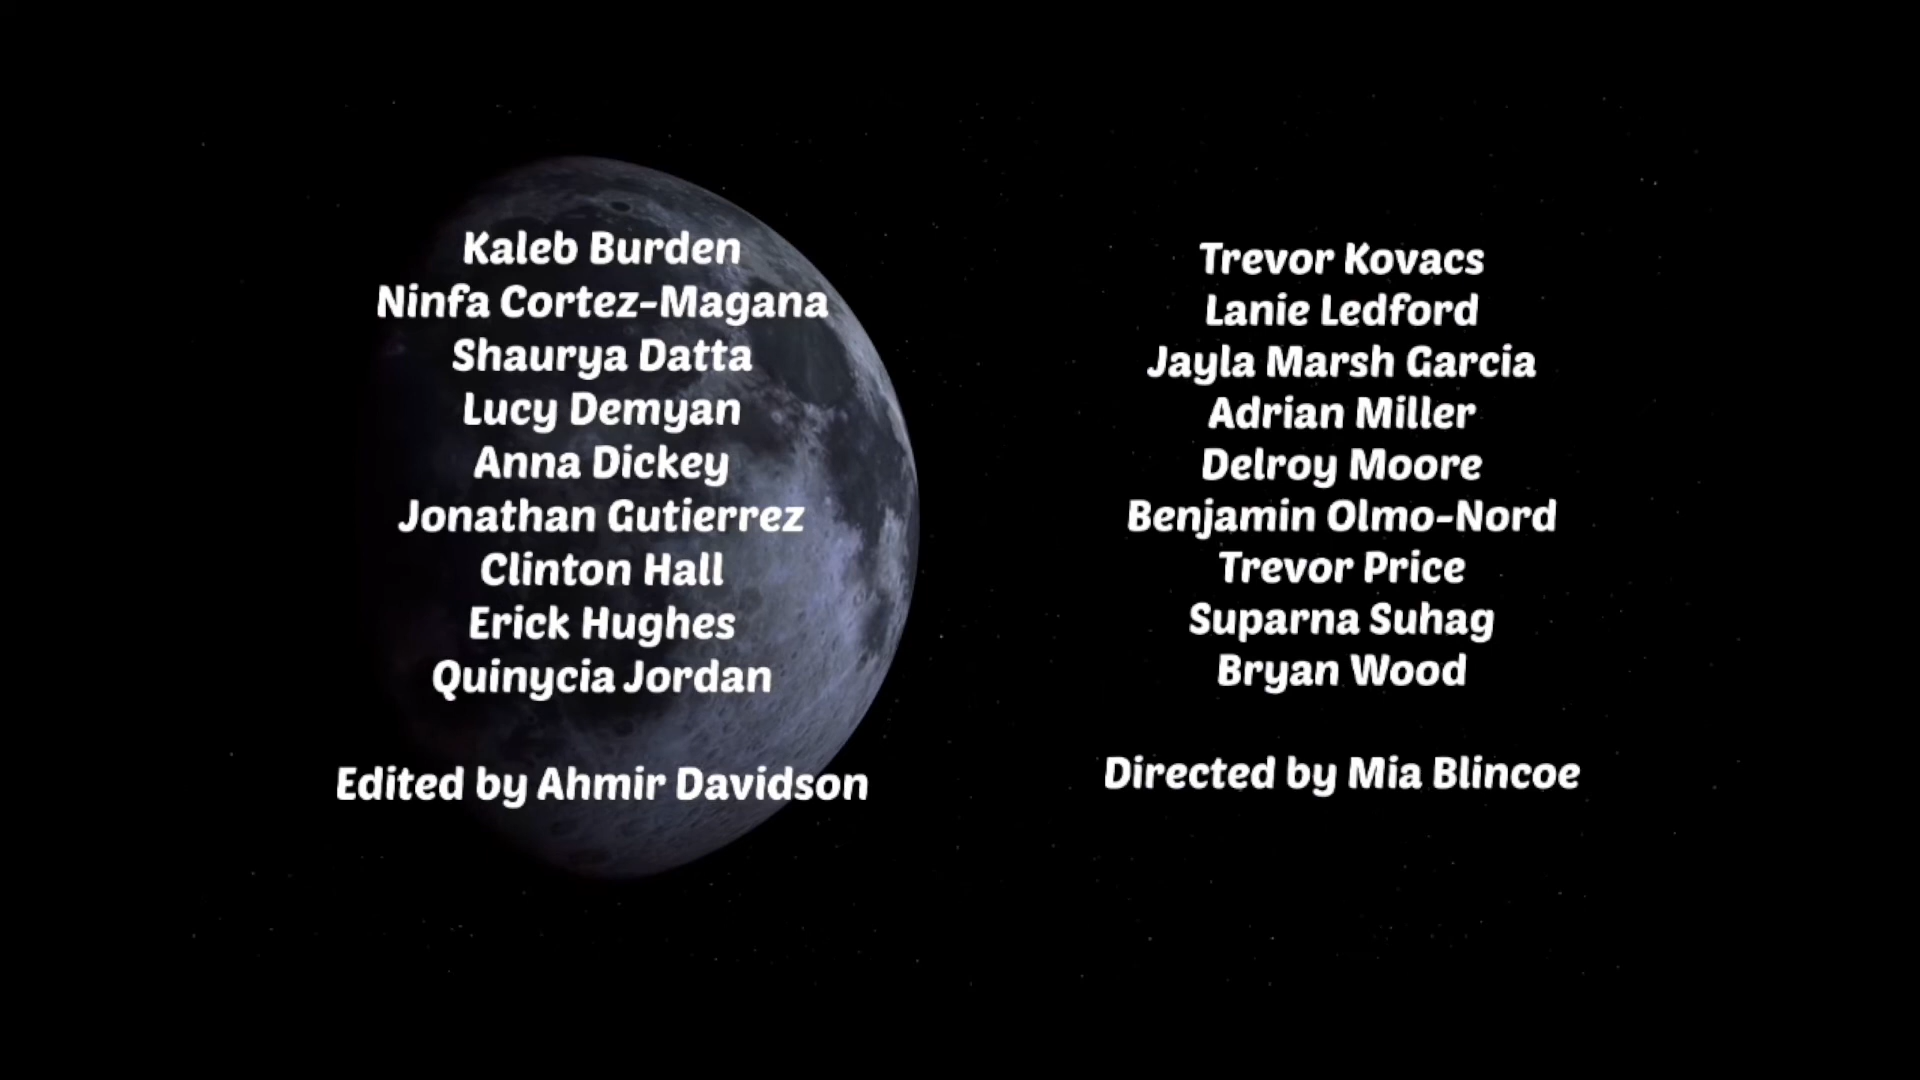 Kaleb Burden
Ninfa Cortez-Magana
Shaurya Datta
Lucy Demyan
Anna Dickey
Jonathan Gutierrez
Clinton Hall
Erick Hughes
Quinycia Jordan
Edited by Ahmir Davidson
Trevor Kovacs
Lanie Ledford
Jayla Marsh Garcia
Adrian Miller
Delroy Moore
Benjamin Olmo-Nord
Trevor Price
Suparna Suhag
Bryan Wood
Directed by Mia Blincoe